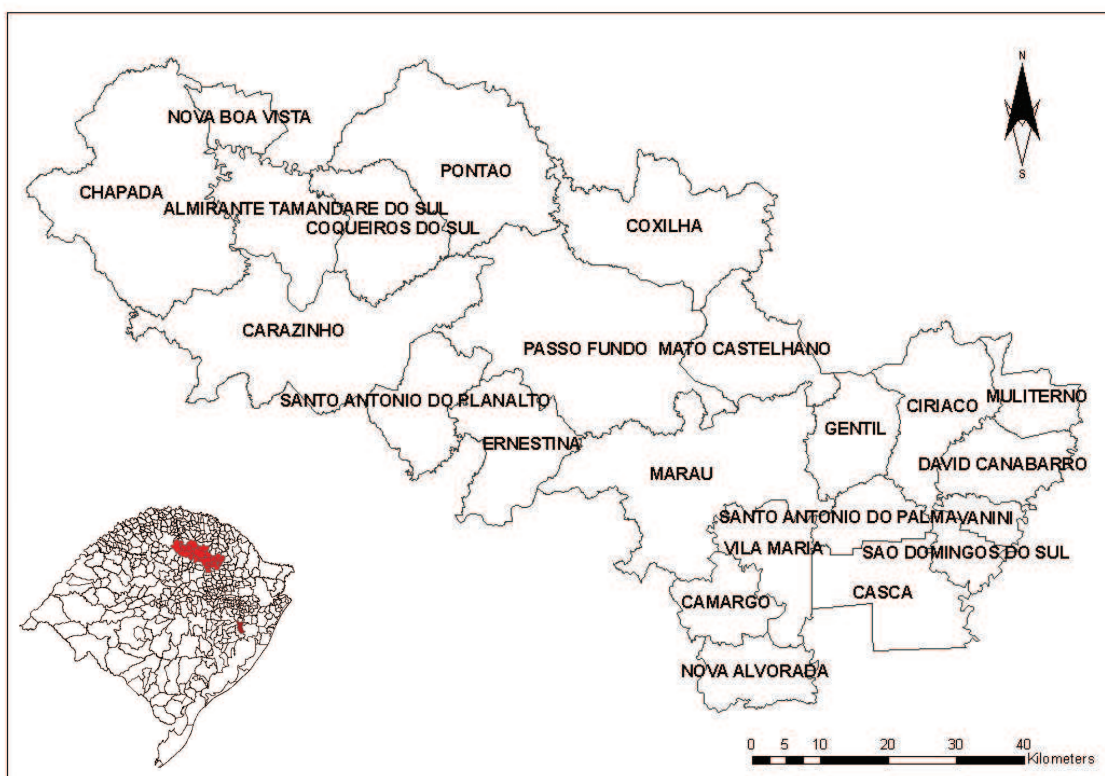 N
NOVA BOA VISTA
PONTAO
CHAPADA
ALMIRANTE TAMANDARE DO SUL
COQUEIROS DO SUL
COXILHA
S
CARAZINHO
PASSO FUNDO
MATO CASTELHANO
SANTO ANTONIO DO PLANALTO
CIRIACO
MULITERNO
GENTIL
ERNESTINA
MARAU
DAVID CANABARRO
SANTO ANTONIO DO PALMA
VANINI
VILA MARIA
SAO DOMINGOS DO SUL
CAMARGO
CASCA
NOVA ALVORADA
0 5 10 20 30 40
Kilometers